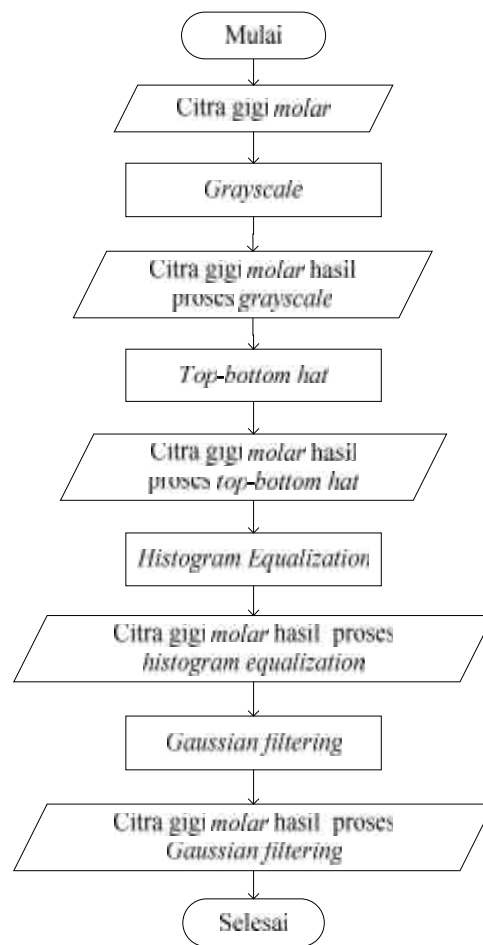 Mulai
Citra gigi molar
Grayscale
Citra gigi molar hasil
proses grayscale
Top-bottom hat
Citra gigi molar hasil
proses top-bottom hat
Histogram Equalization
Citra gigi molar hasil proses
histogram equalization
Gaussian filtering
Citra gigi molar hasil proses
Gaussian filtering
Selesai